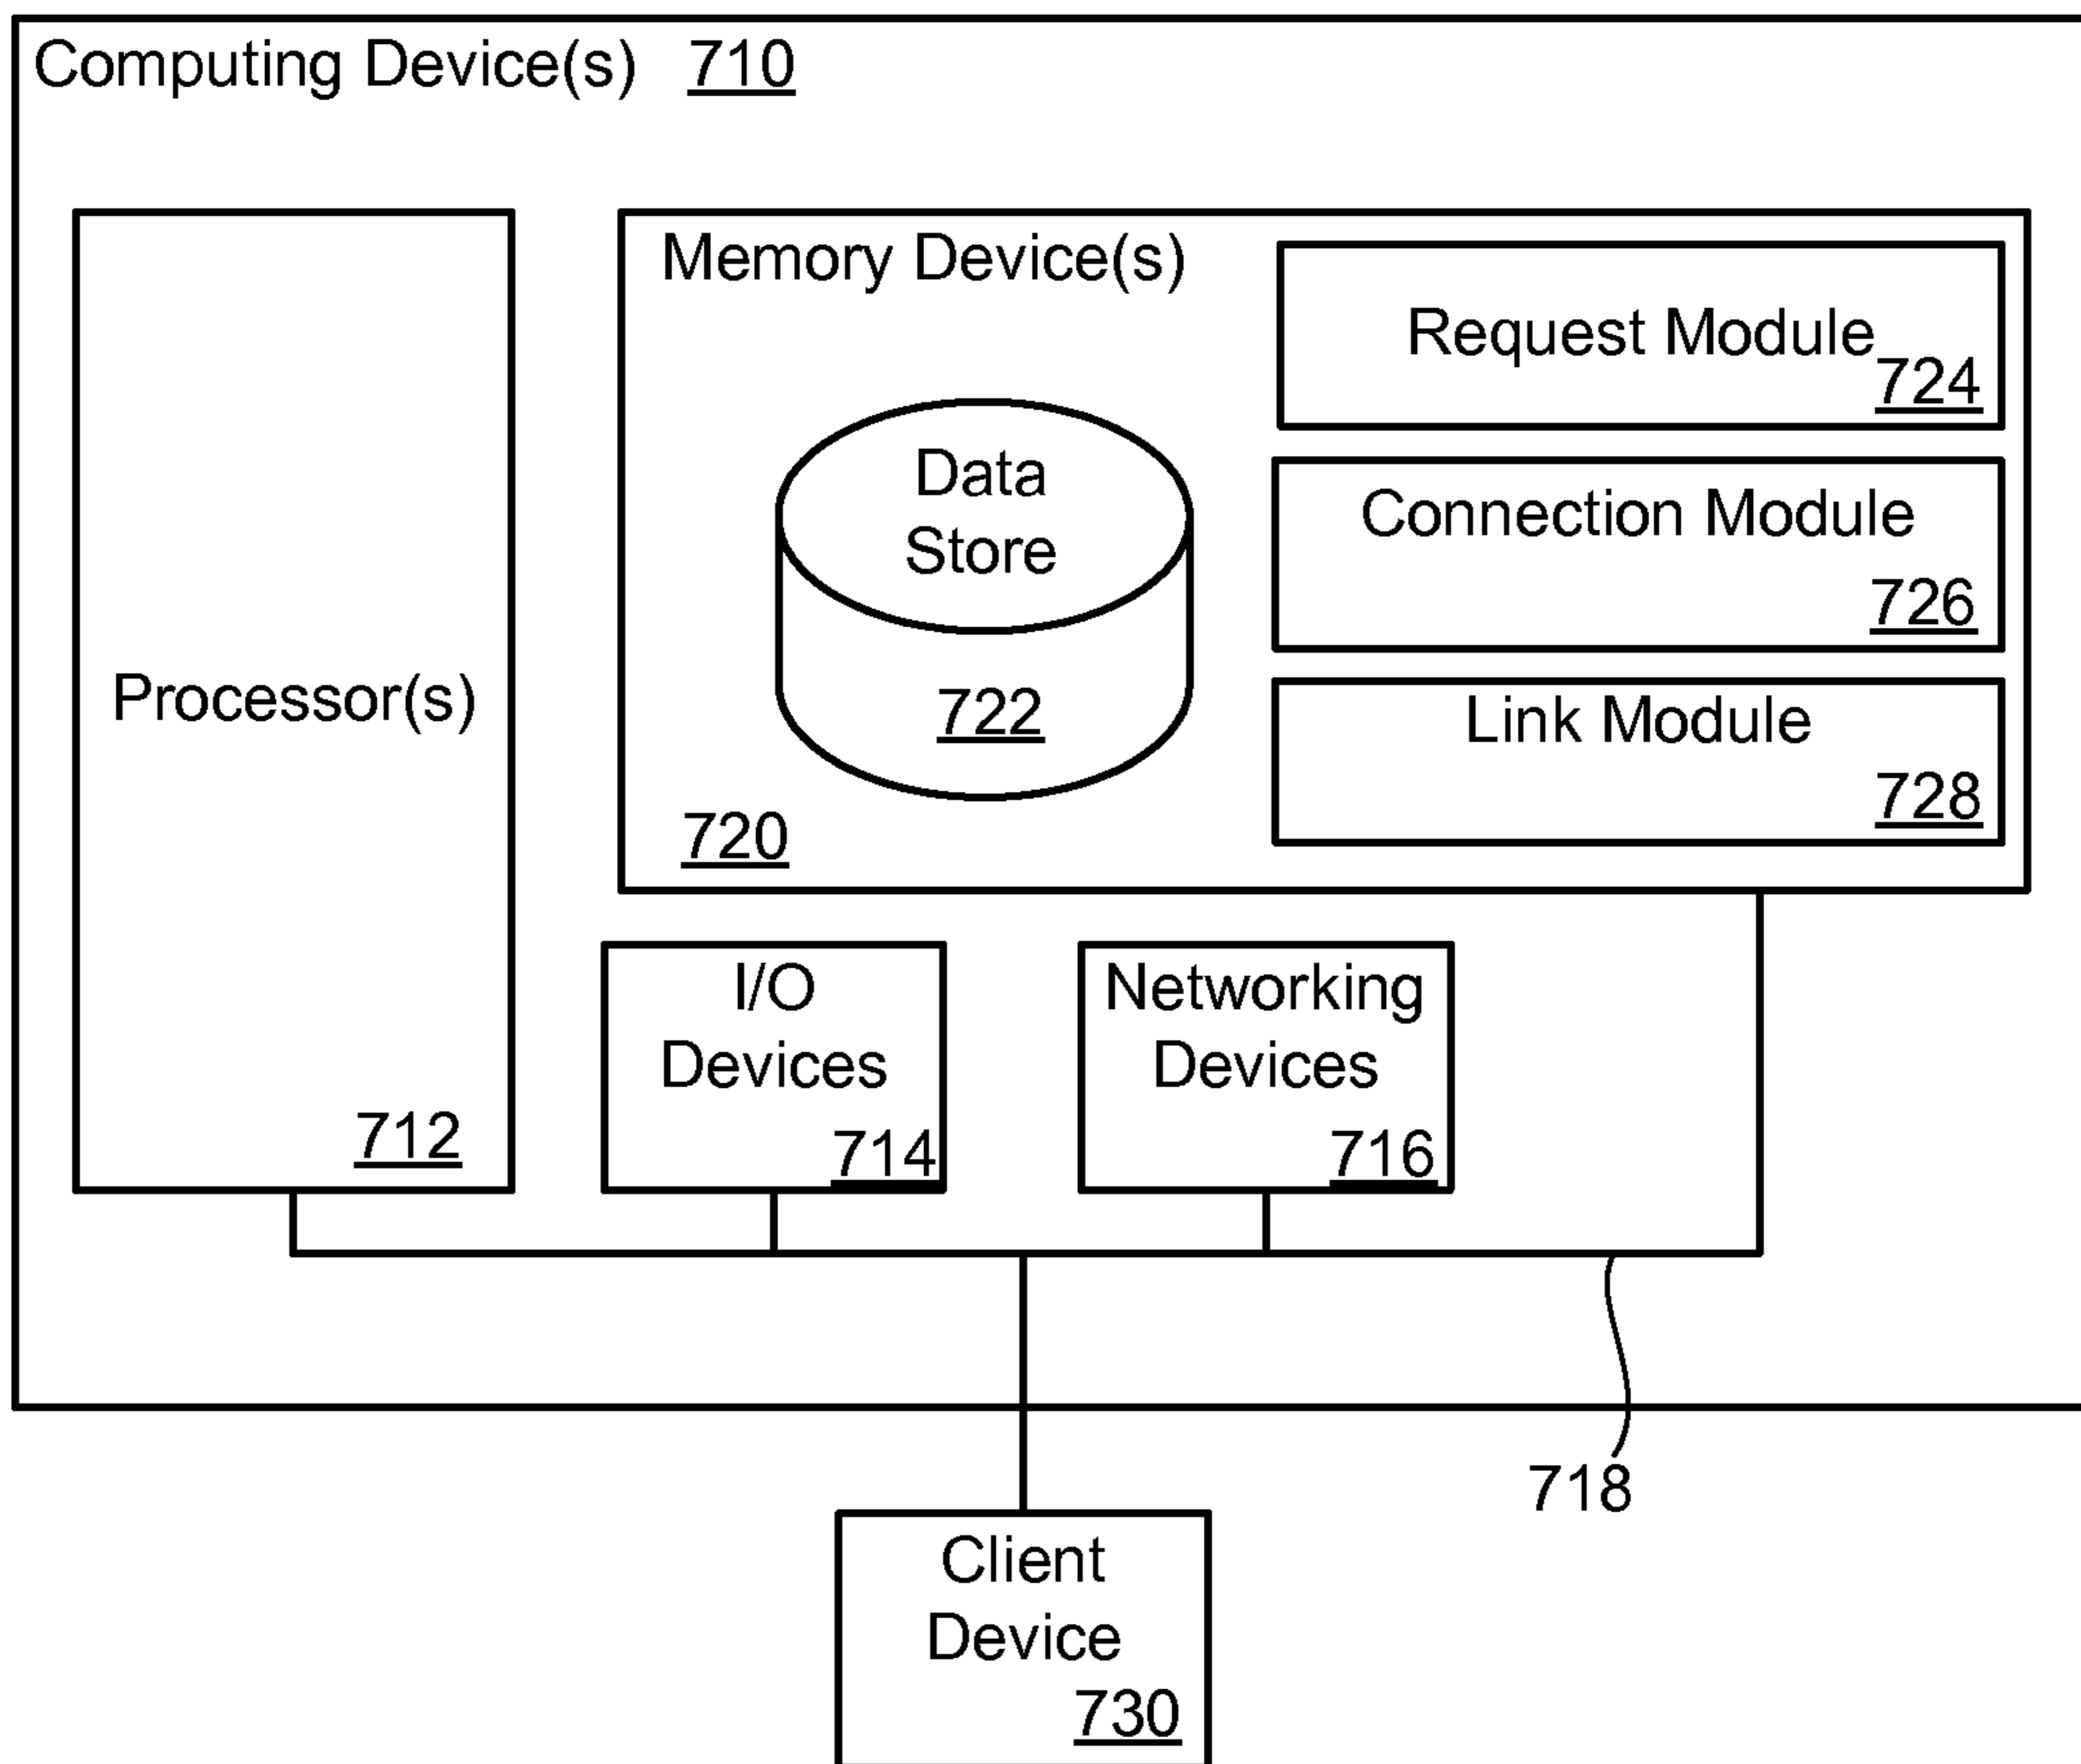 Computing Device(s) 710
Processor(s)
712
Memory Device(s)
Data
Store
722
720
Request Module
724
Connection Module
726
Link Module
728
I/O
Devices
714
Networking
Devices
716
718
Client
Device
730